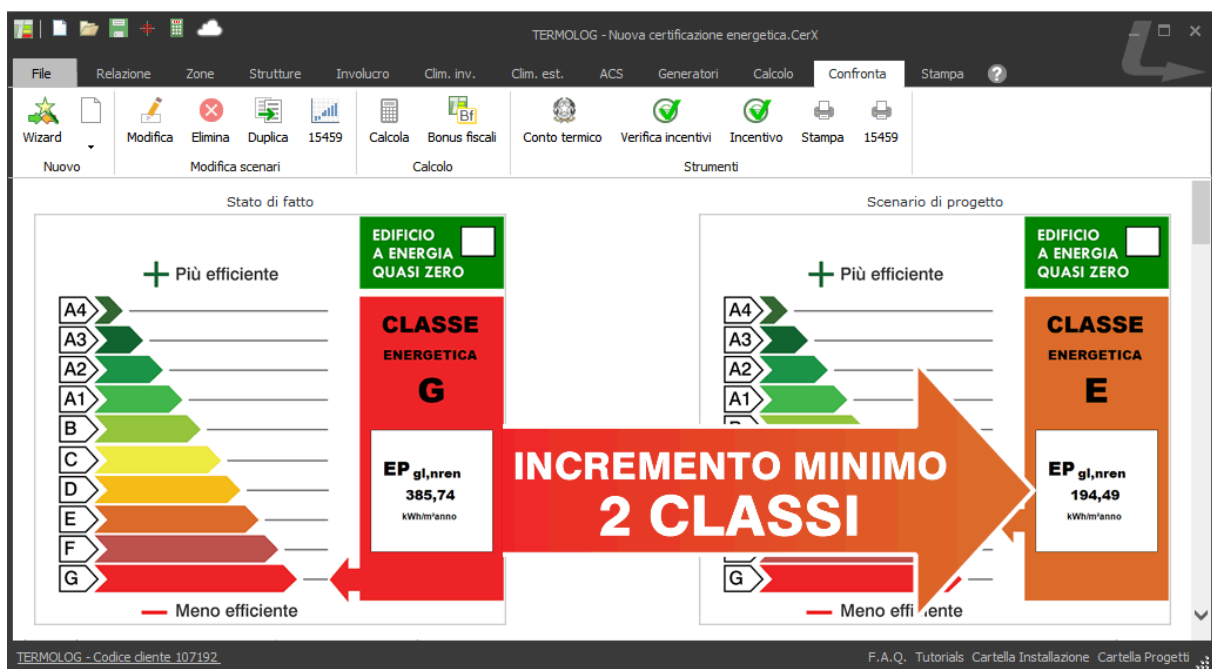 TERMOLOG - Nuova certificazione energetica.CerX
File Relazione Zone Strutture Involucro Clim. inv. Clim. est. ACS Generatori Calcolo Confronta Stampa ?
Wizard Modifica Elimina Duplica 15459 Calcola Bonus fiscali Conto termico Verifica incentivi Incentivo Stampa 15459
Bf
Nuovo Modifica scenari Calcolo Strumenti
Stato di fatto
EDIFICIO
A ENERGIA
QUASI ZERO
Più efficiente
A4
A3
A2
A1
B
C
D
E
F
G
Meno efficiente
CLASSE
ENERGETICA
G
EP gl,nren
385,74
kWh/m²anno
INCREMENTO MINIMO
2 CLASSI
Scenario di progetto
EDIFICIO
A ENERGIA
QUASI ZERO
Più efficiente
A4
A3
A2
A1
G
Meno efficiente
CLASSE
ENERGETICA
E
EP gl,nren
194,49
kWh/m²anno
TERMOLOG - Codice cliente 107192 F.A.Q. Tutorials Cartella Installazione Cartella Progetti